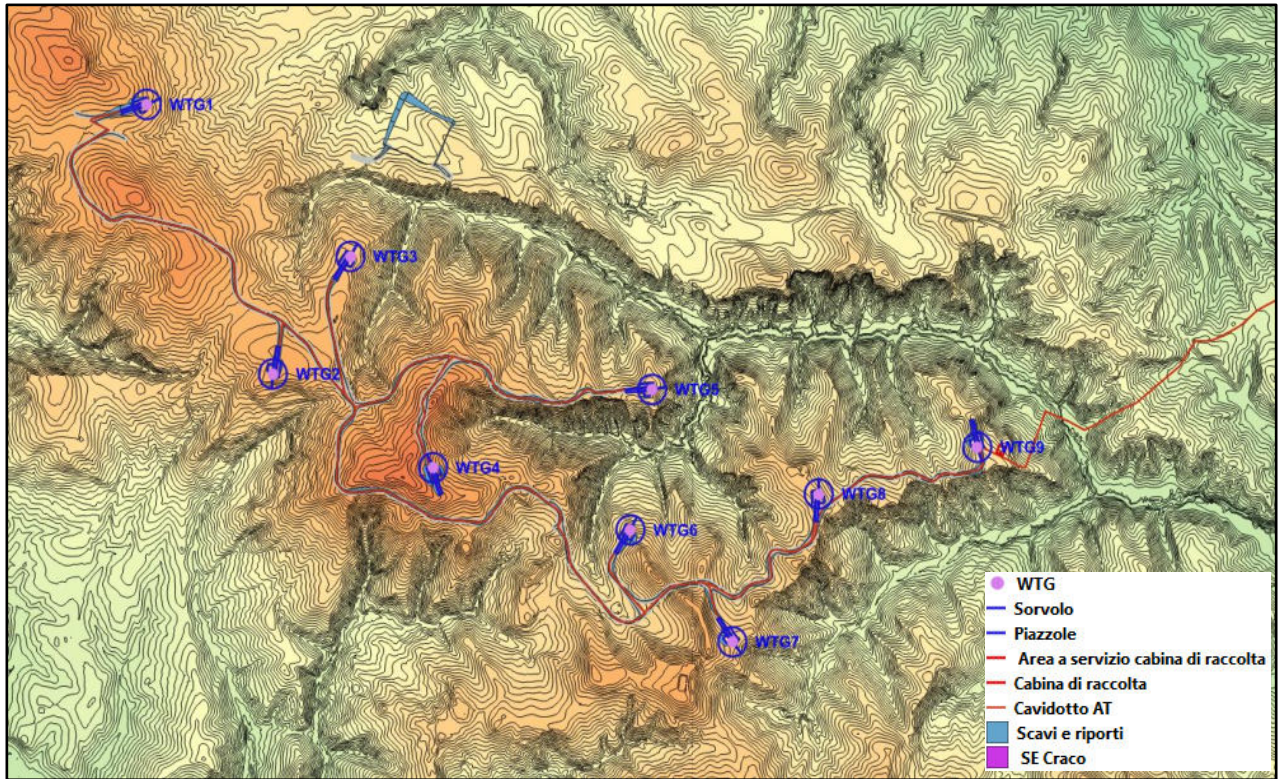 WTG1
WTG3
WTG2
WTG5
WTG4
WTG9
WTG8
WTG6
WTG7
WTG
Sorvolo
Piazzole
Area a servizio cabina di raccolta
Cabina di raccolta
Cavidotto AT
Scavi e riporti
SE Craco